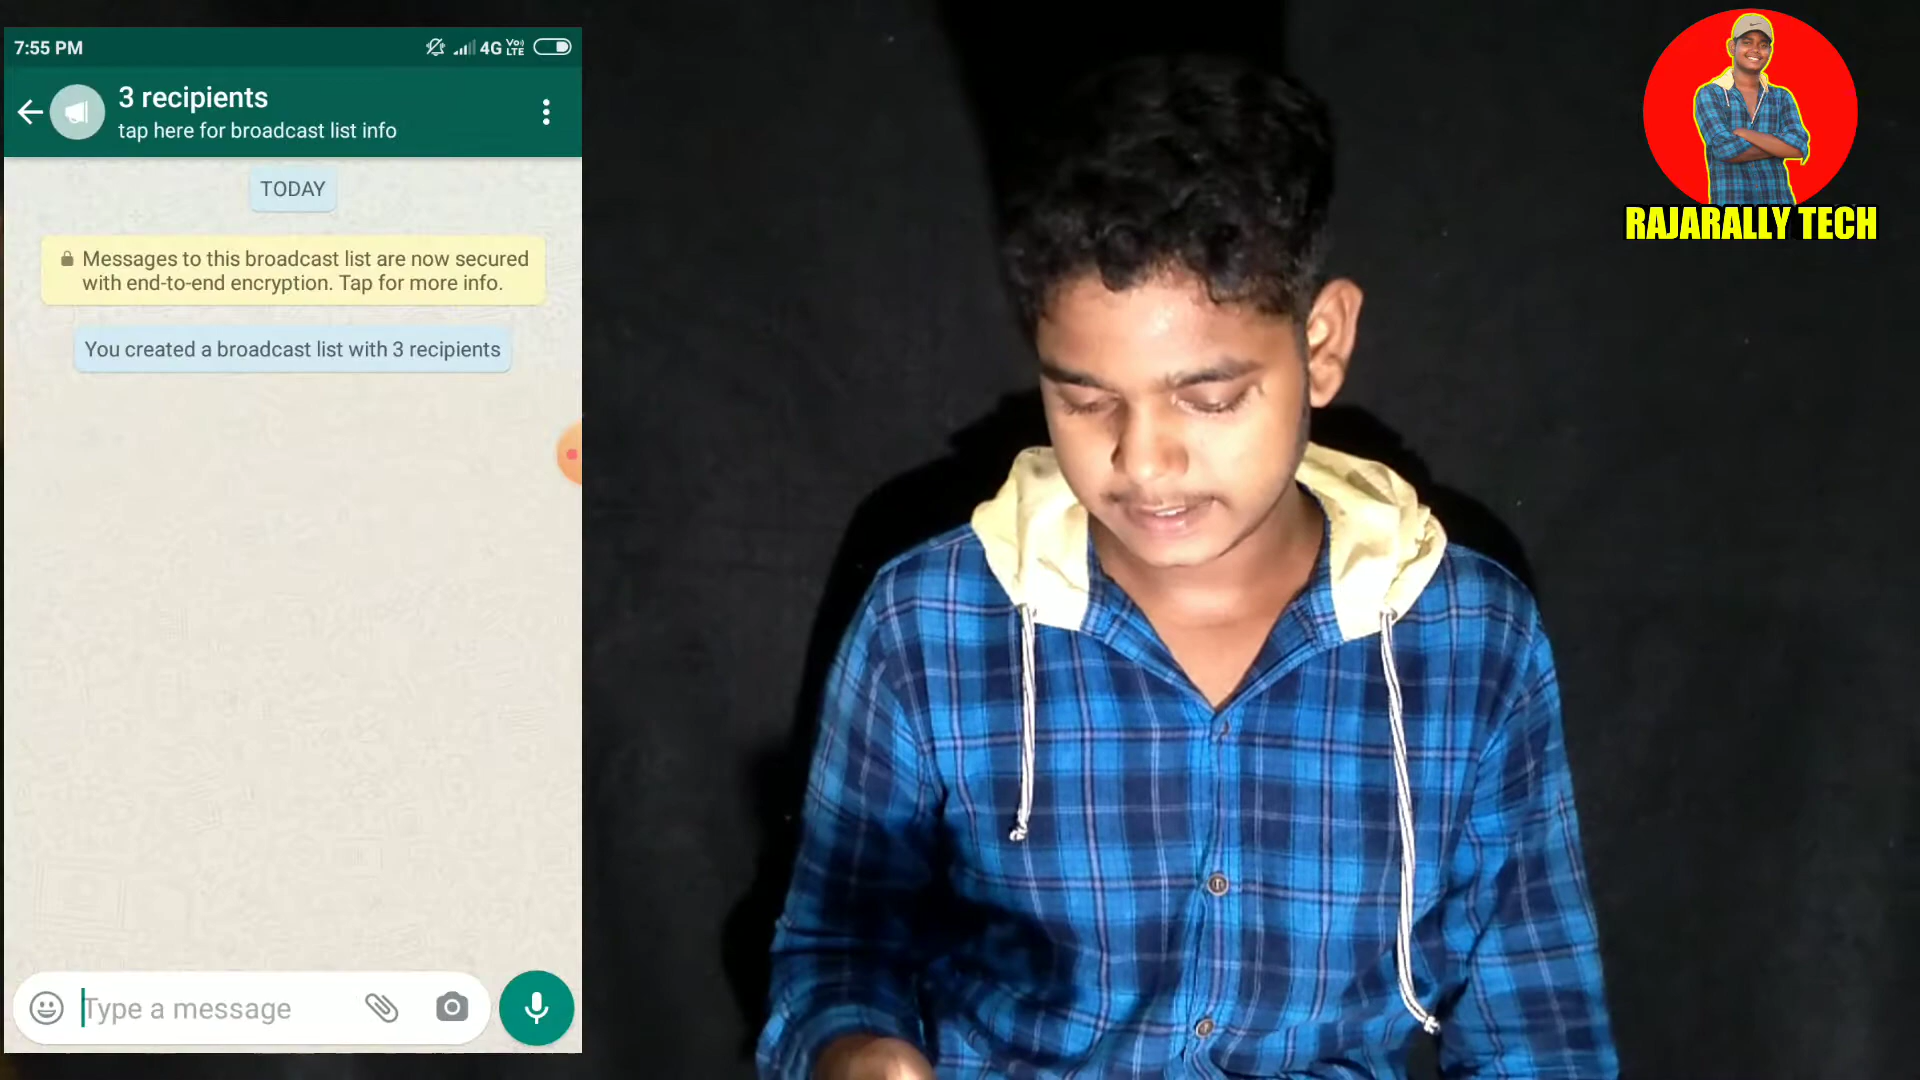 7:55 PM
4G Vo) LTE
3 recipients
tap here for broadcast list info
TODAY
Messages to this broadcast list are now secured
with end-to-end encryption. Tap for more info.
You created a broadcast list with 3 recipients
Type a message
RAJARALLY TECH